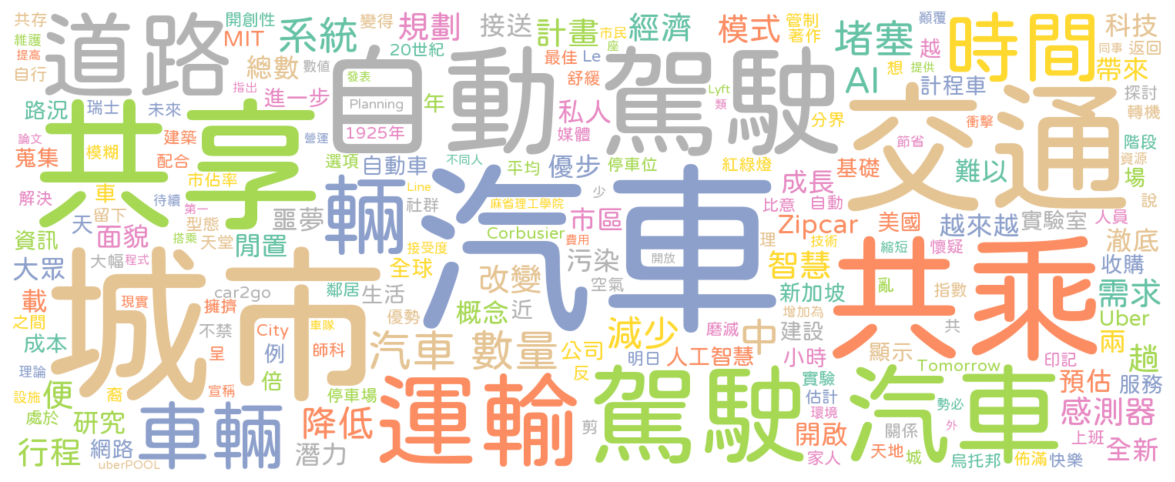 共存
開創性
變得
規劃
接送
計畫
市民
經濟
模式
管制
著作
堵塞
顛覆
時間
科技
維護
道路
MIT
系統
20世紀
座
越
同事
返回
提高
自行
總數
數值
發表
自動駕駛
最佳
Le
舒緩
AI
想
提供
帶來
路況
瑞士
未來
指出
進一步
Planning
年
私人
Lyft
類
計程車
交通
探討
轉機
論文
共享
建築
營運
1925年
媒體
分界
節省
衝擊
階段
蒐集
模糊
配合
選項
自動車
不同人
平均
優步
停車位
紅綠燈
基礎
難以
資源
場
解決
車
市佔率
輛
Line
社群
汽車
少
麻省理工學院
成長
比意
自動
說
待續
第一
天
留下
型態
噩夢
Corbusier
市區
Zipcar
美國
越來越
實驗室
人員
資訊
面貌
搭乘
天堂
閒置
接受度
費用
理
技術
縮短
懷疑
澈底
大眾
大幅
程式
全球
改變
污染
開放
智慧
共乘
收購
載
城市
現實
car2go
鄰居
生活
空氣
新加坡
亂
指數
需求
擁擠
優勢
概念
近
增加為
Uber
之間
不禁
City
車隊
減少
磨滅
中
建設
共
兩
成本
呈
例
師科
汽車 數量
公司
明日
人工智慧
小時
顯示
Tomorrow
印記
趟
理論
倍
反
設施
便
裔
宣稱
停車場
運輸
駕駛
實驗
汽車
預估
服務
處於
研究
車輛
降低
估計
勢必
感測器
剪
環境
行程
網路
潛力
開啟
關係
外
上班
全新
uberPOOL
家人
天地
城
烏托邦
佈滿
快樂